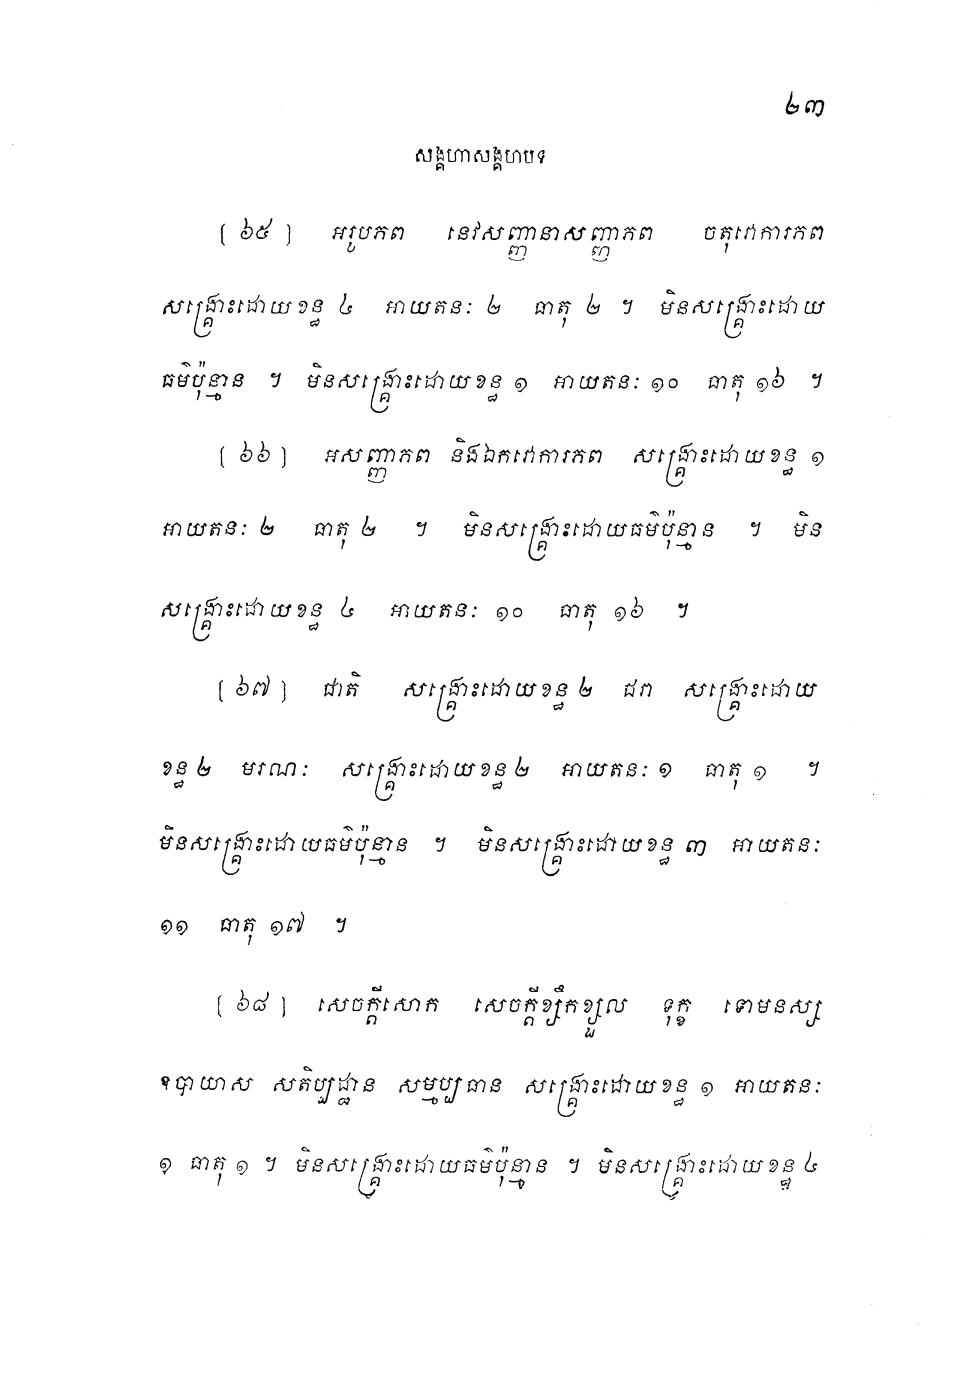 ២៣
សង្គហាសង្គហបទ
[ ៦៥ ] អរូបភព នេវសញ្ញានាសញ្ញាភព ចតុវោការភព
សង្គ្រោះដោយខន្ធ ៤ អាយតនៈ ២ ធាតុ ២ ។ មិនសង្គ្រោះដោយ
ធម៌ប៉ុន្មាន ។ មិនសង្គ្រោះដោយខន្ធ ១ អាយតនៈ ១០ ធាតុ ១៦ ។
[ ៦៦ ] អសញ្ញាភព និងឯកវោការភព សង្គ្រោះដោយខន្ធ ១
អាយតនៈ ២ ធាតុ ២ ។ មិនសង្គ្រោះដោយធម៌ប៉ុន្មាន ។ មិន
សង្គ្រោះដោយខន្ធ ៤ អាយតនៈ ១០ ធាតុ ១៦ ។
[ ៦៧ ] ជាតិ សង្គ្រោះដោយខន្ធ ២ ជរា សង្គ្រោះដោយ
ខន្ធ ២ មរណៈ សង្គ្រោះដោយខន្ធ ២ អាយតនៈ ១ ធាតុ ១ ។
មិនសង្គ្រោះដោយធម៌ប៉ុន្មាន ។ មិនសង្គ្រោះដោយខន្ធ ៣ អាយតនៈ
១១ ធាតុ ១៧ ។
[ ៦៨ ] សេចក្តីសោក សេចក្តីខ្សឹកខ្សួល ទុក្ខ ទោមនស្ស
ឧបាយាស សតិប្បដ្ឋាន សម្មប្បធាន សង្គ្រោះដោយខន្ធ ១ អាយតនៈ
១ ធាតុ ១ ។ មិនសង្គ្រោះដោយធម៌ប៉ុន្មាន ។ មិនសង្គ្រោះដោយខន្ធ ៤